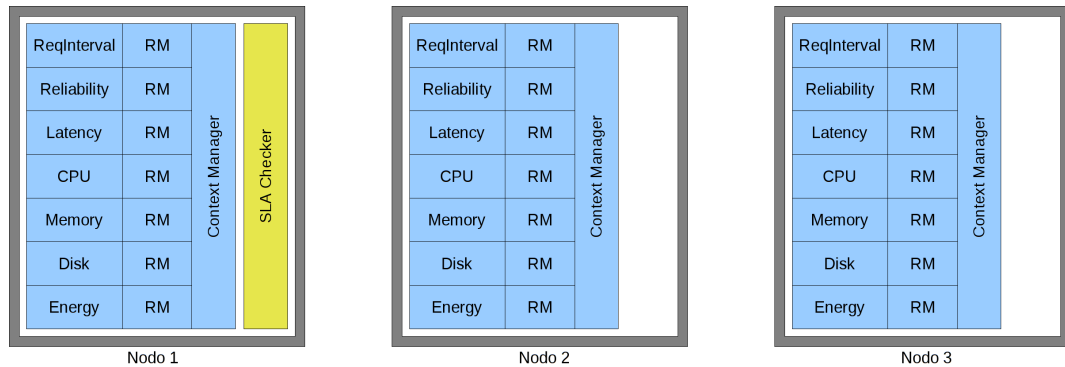 ReqInterval RM
Reliability RM
Latency RM
CPU RM
Memory RM
Disk RM
Energy RM
Context Manager
SLA Checker
Nodo 1
ReqInterval RM
Reliability RM
Latency RM
CPU RM
Memory RM
Disk RM
Energy RM
Context Manager
Nodo 2
ReqInterval RM
Reliability RM
Latency RM
CPU RM
Memory RM
Disk RM
Energy RM
Context Manager
Nodo 3